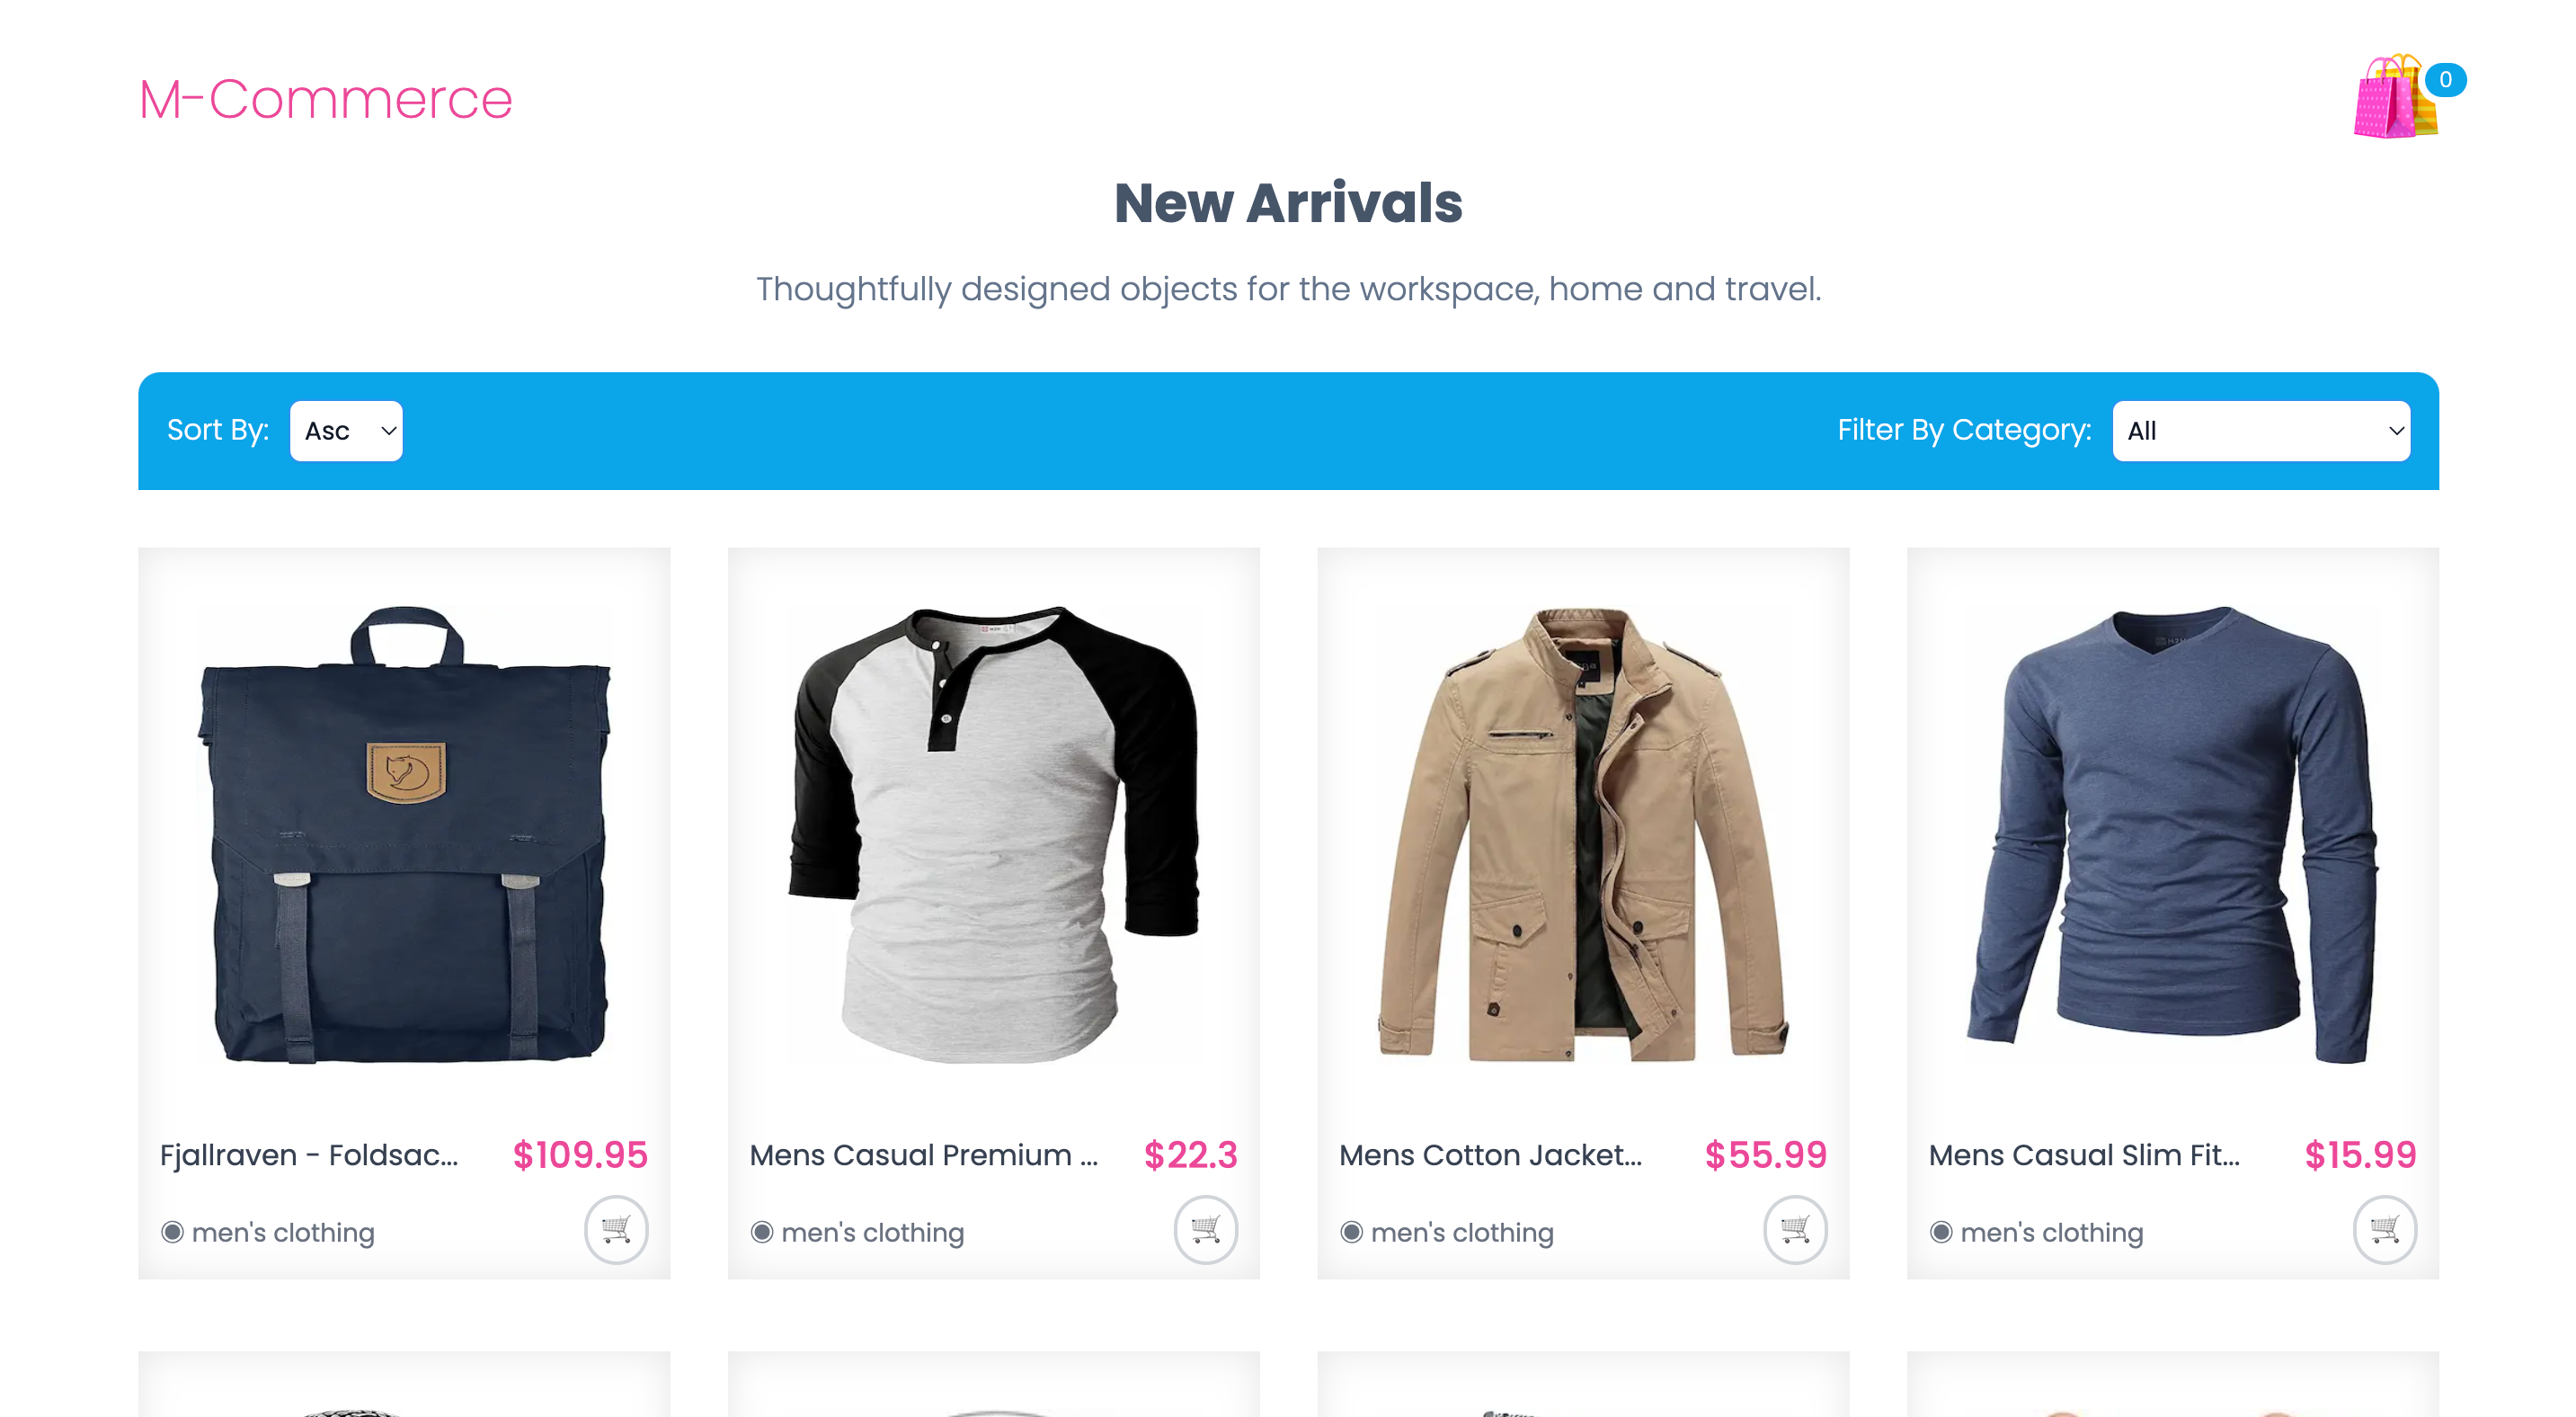 M-Commerce
0
New Arrivals
Thoughtfully designed objects for the workspace, home and travel.
Sort By: Asc
Filter By Category: All
Fjallraven - Foldsac... $109.95
men's clothing
Mens Casual Premium ... $22.3
men's clothing
Mens Cotton Jacket... $55.99
men's clothing
Mens Casual Slim Fit... $15.99
men's clothing